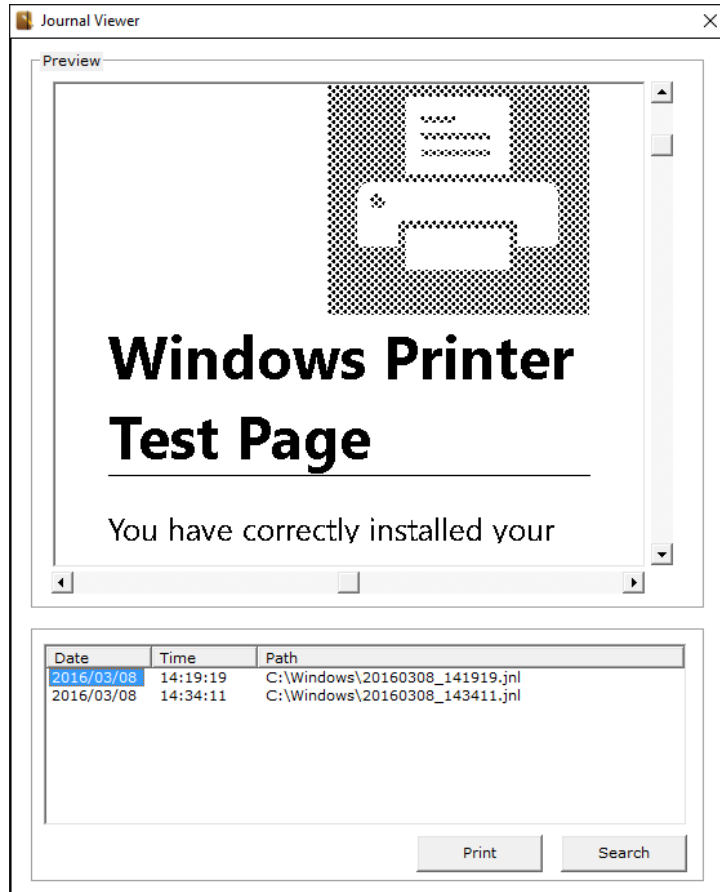 Journal Viewer
Preview
Windows Printer
Test Page
You have correctly installed your
Date Time Path
2016/03/08 14:19:19 C:\Windows\20160308_141919.jnl
2016/03/08 14:34:11 C:\Windows\20160308_143411.jnl
Print Search